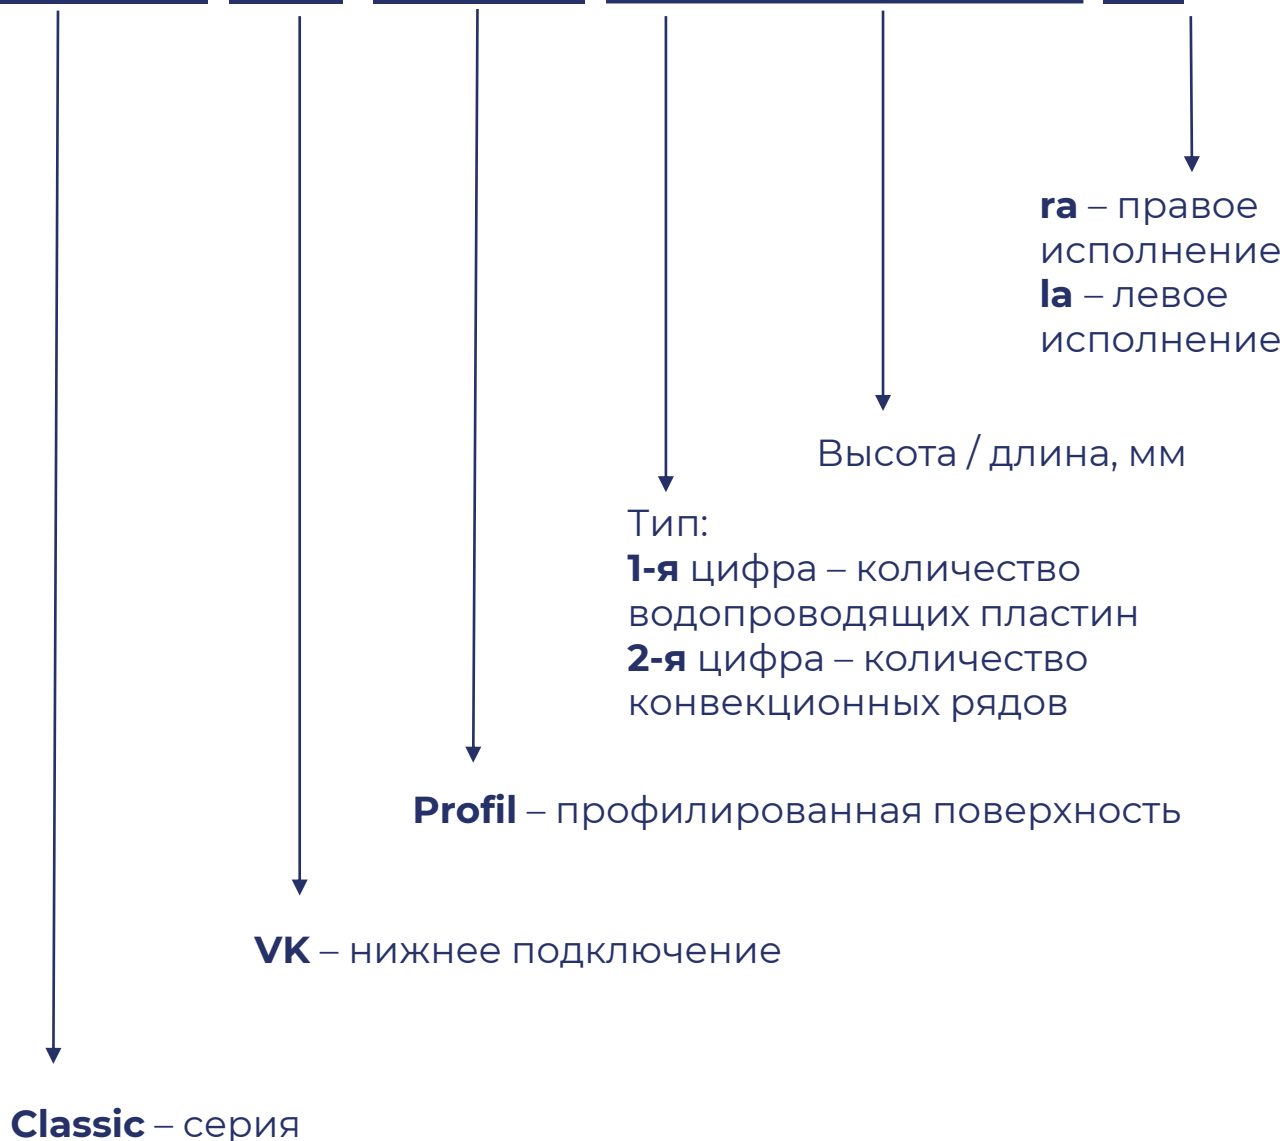 ra – правое
исполнение
la – левое
исполнение
Высота / длина, мм
Тип:
1-я цифра – количество
водопроводящих пластин
2-я цифра – количество
конвекционных рядов
Profil – профилированная поверхность
VK – нижнее подключение
Classic – серия